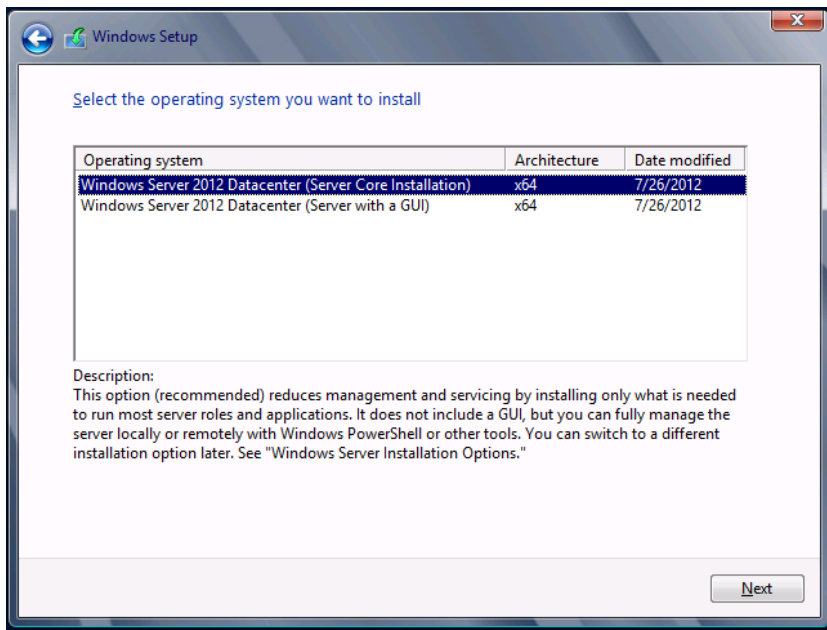 Windows Setup
Select the operating system you want to install
Operating system Architecture Date modified
Windows Server 2012 Datacenter (Server Core Installation) x64 7/26/2012
Windows Server 2012 Datacenter (Server with a GUI) x64 7/26/2012
Description:
This option (recommended) reduces management and servicing by installing only what is needed
to run most server roles and applications. It does not include a GUI, but you can fully manage the
server locally or remotely with Windows PowerShell or other tools. You can switch to a different
installation option later. See "Windows Server Installation Options."
Next